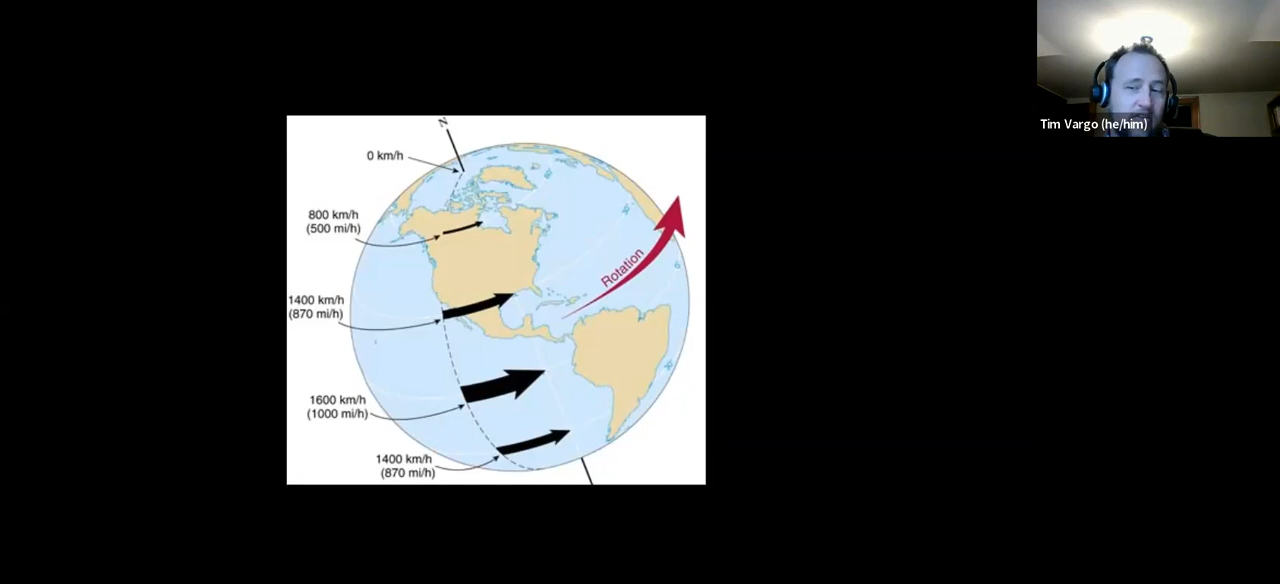 Tim Vargo (he/him)
N
0 km/h
800 km/h
(500 mi/h)
Rotation
1400 km/h
(870 mi/h)
1600 km/h
(1000 mi/h)
1400 km/h
(870 mi/h)